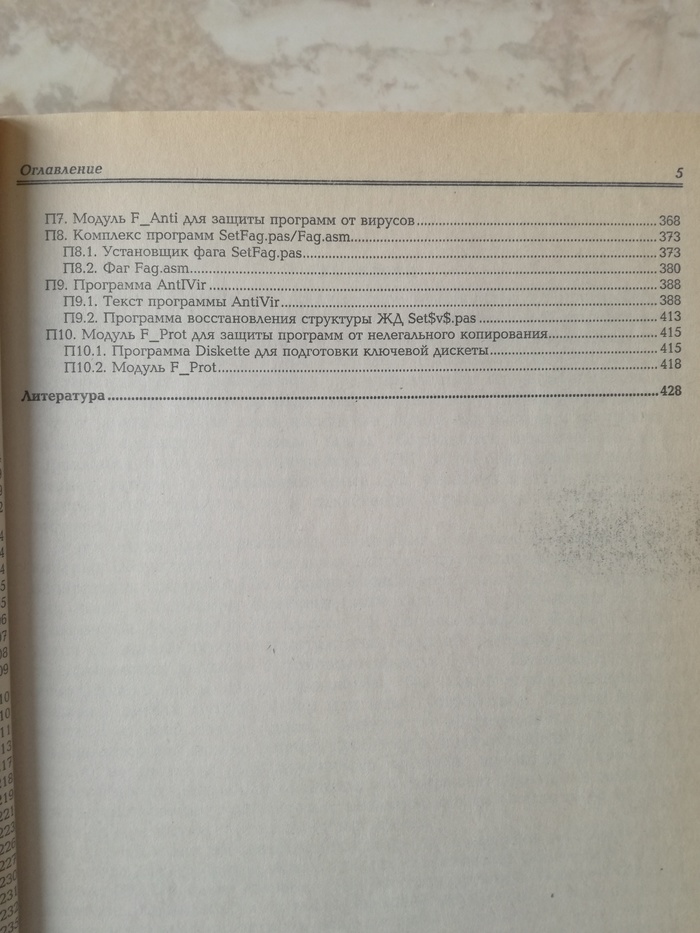 Оглавление 5
П7. Модуль F_Anti для защиты программ от вирусов 368
П8. Комплекс программ SetFag.pas/Fag.asm 373
П8.1. Установщик фага SetFag.pas 373
П8.2. Фаг Fag.asm 380
П9. Программа AntIVir 388
П9.1. Текст программы AntiVir 388
П9.2. Программа восстановления структуры ЖД Set$v$.pas 413
П10. Модуль F_Prot для защиты программ от нелегального копирования 415
П10.1. Программа Diskette для подготовки ключевой дискеты 415
П10.2. Модуль F_Prot 418
Литература 428